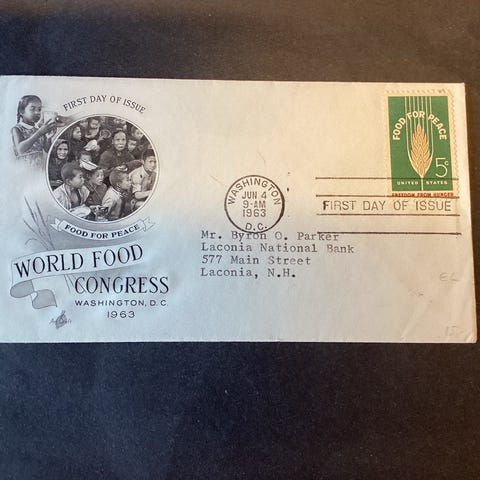 FIRST DAY OF ISSUE
FOOD FOR PEACE
WORLD FOOD
CONGRESS
WASHINGTON, D.C.
1963
WASHINGTON
JUN 4
9-AM
1963
D.C.
FOOD FOR PEACE
5¢
UNITED STATES
FREEDOM FROM HUNGER
FIRST DAY OF ISSUE
Mr. Byron O. Parker
Laconia National Bank
577 Main Street
Laconia, N.H.